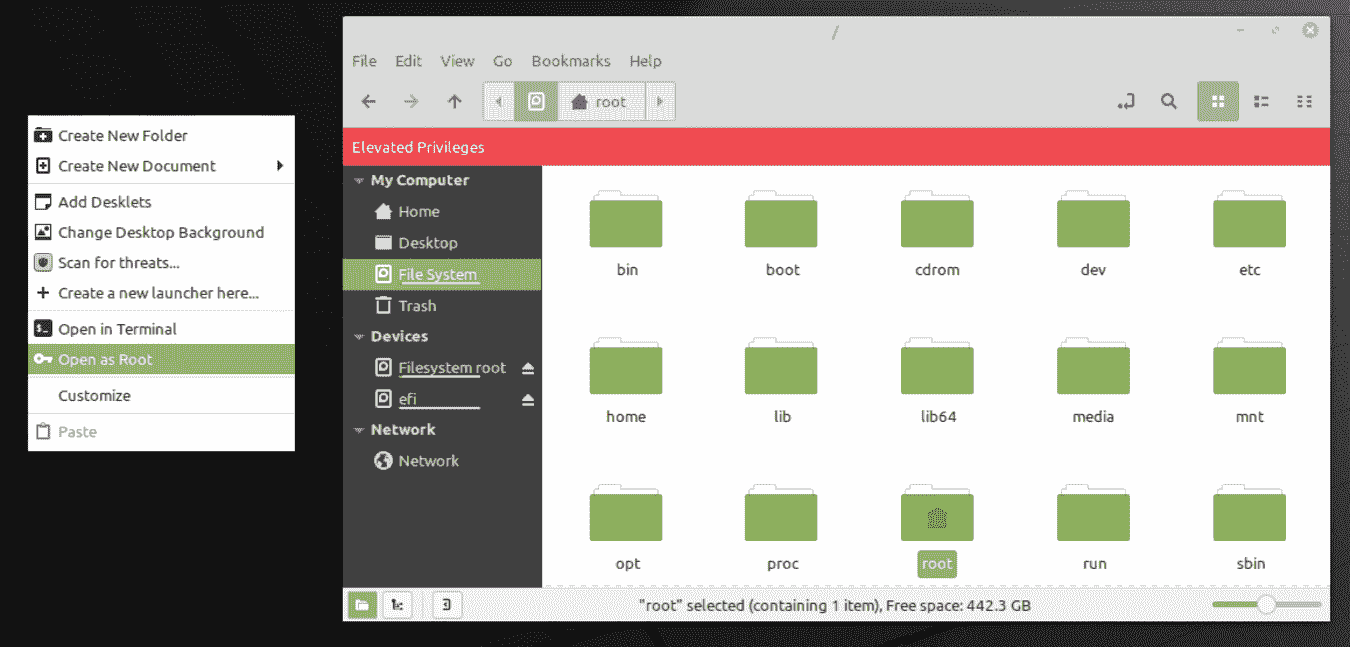 Create New Folder
Create New Document
Add Desklets
Change Desktop Background
Scan for threats...
Create a new launcher here...
Open in Terminal
Open as Root
Customize
Paste
/
File Edit View Go Bookmarks Help
root
Elevated Privileges
My Computer
Home
Desktop
File System
Trash
Devices
Filesystem root
efi
Network
Network
bin boot cdrom dev etc
home lib lib64 media mnt
opt proc root run sbin
"root" selected (containing 1 item), Free space: 442.3 GB